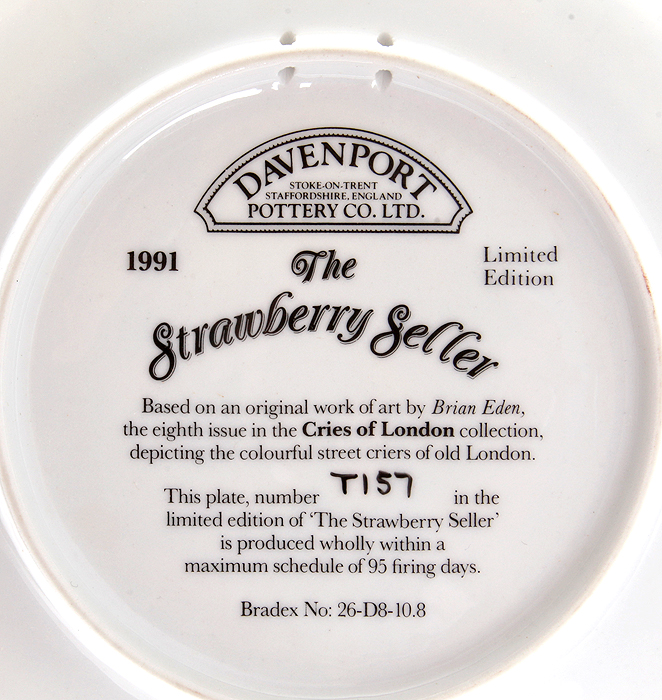 DAVENPORT
STOKE-ON-TRENT
STAFFORDSHIRE, ENGLAND
POTTERY CO. LTD.
1991
The
Limited
Edition
Strawberry Seller
Based on an original work of art by Brian Eden,
the eighth issue in the Cries of London collection,
depicting the colourful street criers of old London.
This plate, number T157 in the
limited edition of ‘The Strawberry Seller’
is produced wholly within a
maximum schedule of 95 firing days.
Bradex No: 26-D8-10.8